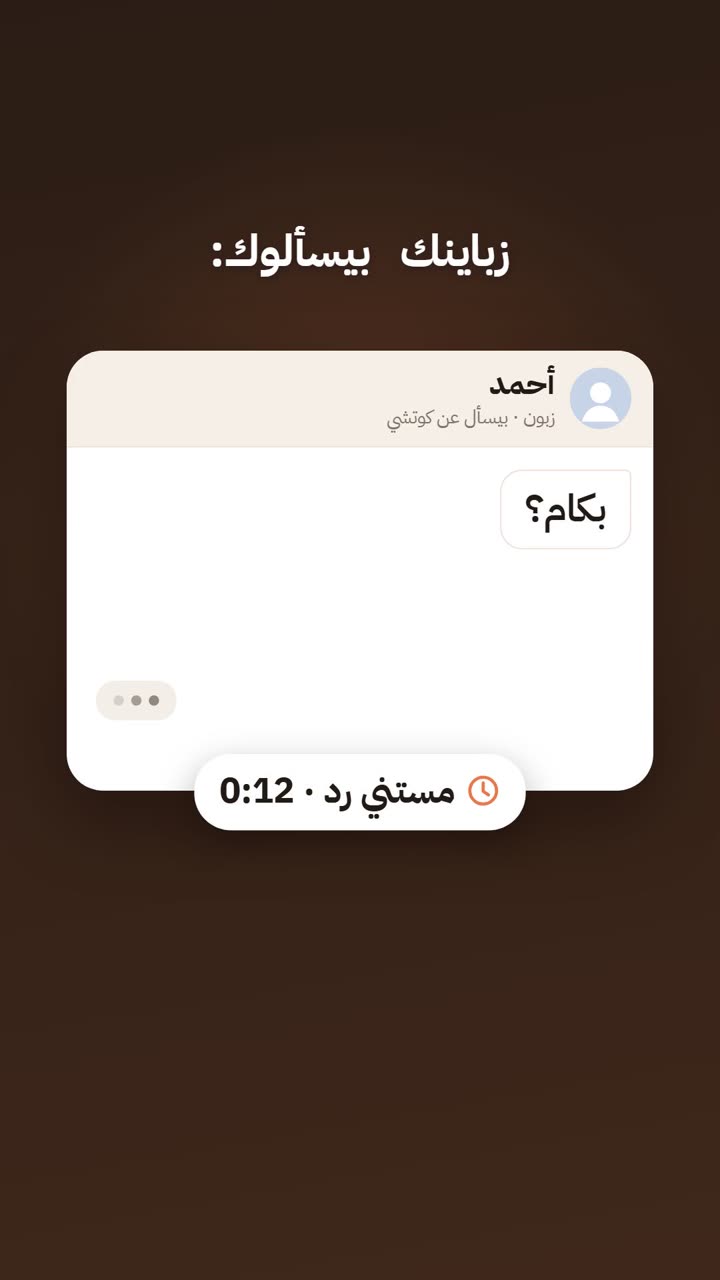 زباينك بيسألوك:
أحمد
زبون · بيسأل عن كوتشي
بكام؟
مستني رد · 0:12